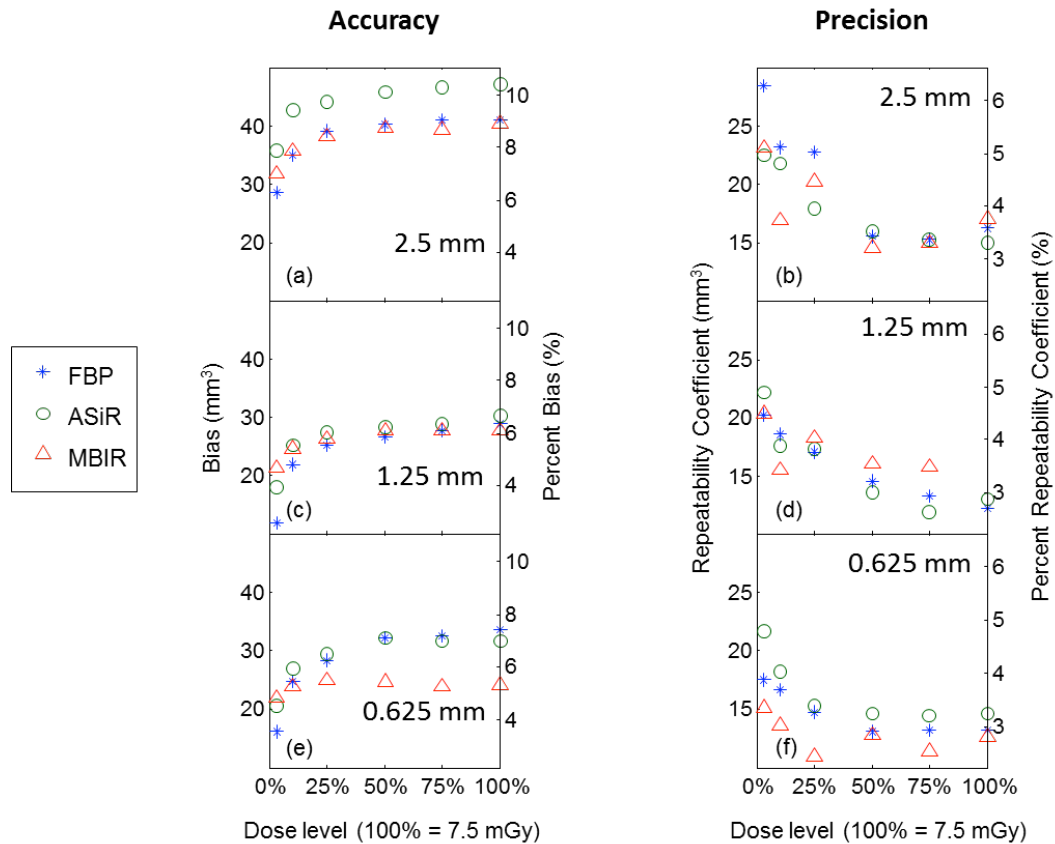 Accuracy
Precision
FBP
ASiR
MBIR
Bias (mm³)
Percent Bias (%)
40
30
20
10
8
6
4
2.5 mm
(a)
40
30
20
10
8
6
4
1.25 mm
(c)
40
30
20
10
8
6
4
0.625 mm
(e)
0% 25% 50% 75% 100%
Dose level (100% = 7.5 mGy)
Repeatability Coefficient (mm³)
Percent Repeatability Coefficient (%)
25
20
15
6
5
4
3
2.5 mm
(b)
25
20
15
6
5
4
3
1.25 mm
(d)
25
20
15
6
5
4
3
0.625 mm
(f)
0% 25% 50% 75% 100%
Dose level (100% = 7.5 mGy)